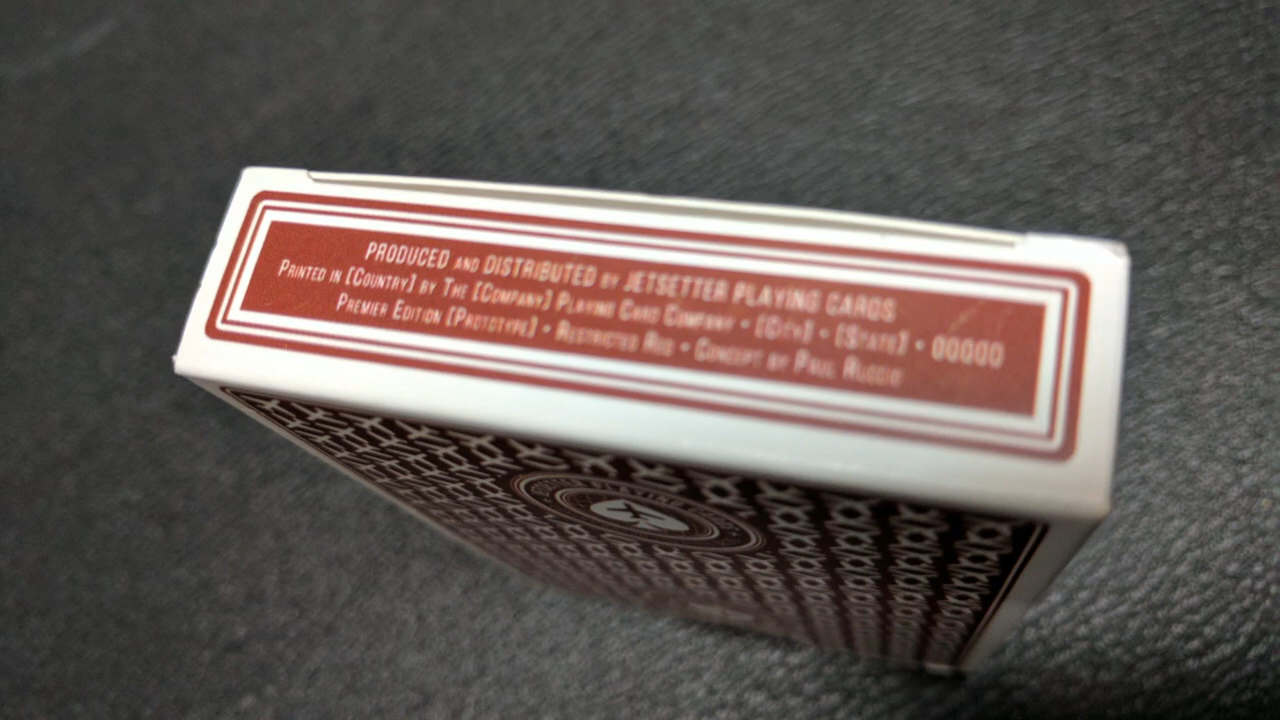 PRODUCED AND DISTRIBUTED BY JETSETTER PLAYING CARDS
PRINTED IN [COUNTRY] BY THE [COMPANY] PLAYING CARD COMPANY • [CITY] • [STATE] • 00000
PREMIER EDITION [PROTOTYPE] • RESTRICTED RED • CONCEPT BY PAUL RUCCIO